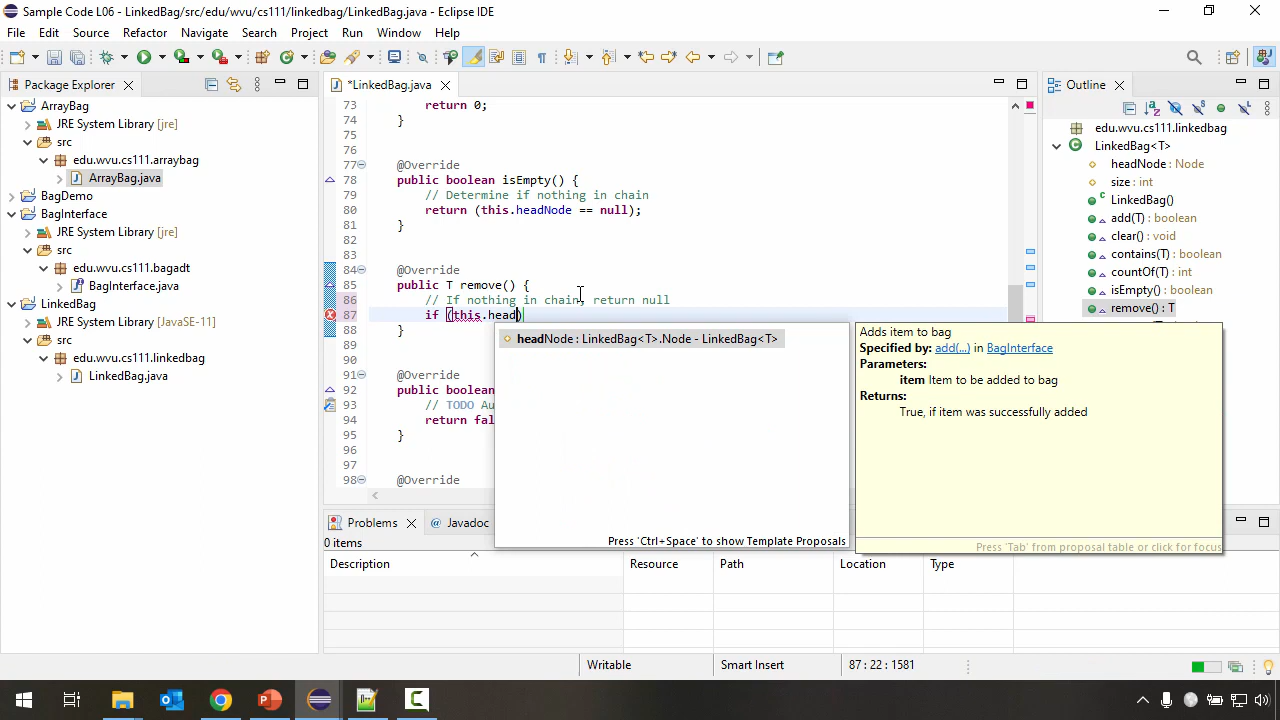 Sample Code L06 - LinkedBag/src/edu/wvu/cs111/linkedbag/LinkedBag.java - Eclipse IDE
File Edit Source Refactor Navigate Search Project Run Window Help
Package Explorer
ArrayBag
JRE System Library [jre]
src
edu.wvu.cs111.arraybag
ArrayBag.java
BagDemo
BagInterface
JRE System Library [jre]
src
edu.wvu.cs111.bagadt
BagInterface.java
LinkedBag
JRE System Library [JavaSE-11]
src
edu.wvu.cs111.linkedbag
LinkedBag.java
*LinkedBag.java
73 return 0;
74 }
75
76
77 @Override
78 public boolean isEmpty() {
79 // Determine if nothing in chain
80 return (this.headNode == null);
81 }
82
83
84 @Override
85 public T remove() {
86 // If nothing in chain, return null
87 if (this.head)
88 }
89
90
91 @Override
92 public boolean
93 // TODO Au
94 return fal
95 }
96
97
98 @Override
headNode : LinkedBag<T>.Node - LinkedBag<T>
Press 'Ctrl+Space' to show Template Proposals
Adds item to bag
Specified by: add(...) in BagInterface
Parameters:
item Item to be added to bag
Returns:
True, if item was successfully added
Press 'Tab' from proposal table or click for focus
Outline
edu.wvu.cs111.linkedbag
LinkedBag<T>
headNode : Node
size : int
LinkedBag()
add(T) : boolean
clear() : void
contains(T) : boolean
countOf(T) : int
isEmpty() : boolean
remove() : T
Problems @ Javadoc
0 items
Description Resource Path Location Type
Writable Smart Insert 87 : 22 : 1581